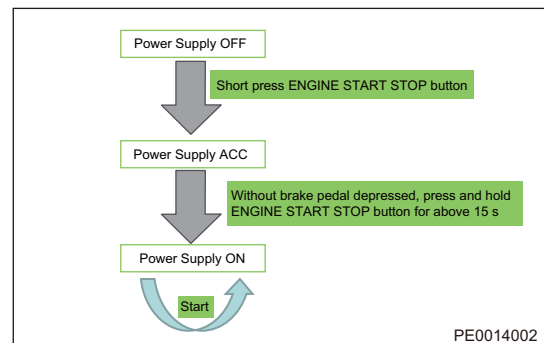 Power Supply OFF
Short press ENGINE START STOP button
Power Supply ACC
Without brake pedal depressed, press and hold
ENGINE START STOP button for above 15 s
Power Supply ON
Start
PE0014002